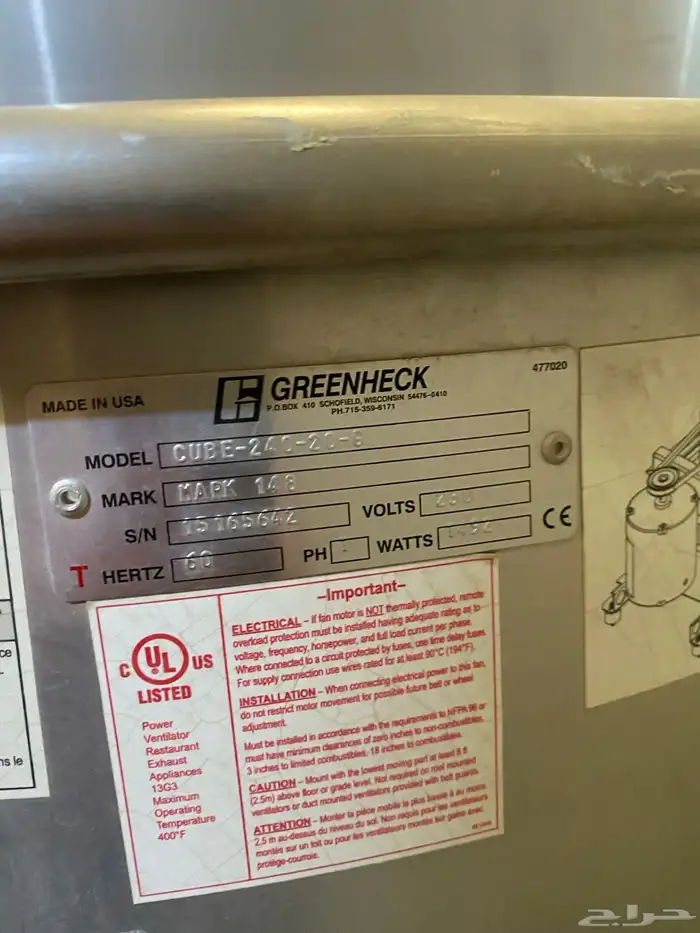 477020
MADE IN USA
GREENHECK
P.O.BOX 410 SCHOFIELD, WISCONSIN 54476-0410
PH.715-359-6171
MODEL CUBE-240-20-G
MARK MARK 148
S/N 15165642 VOLTS
T HERTZ 60 PH WATTS CE
–Important–
C UL US
LISTED
Power
Ventilator
Restaurant
Exhaust
Appliances
13G3
Maximum
Operating
Temperature
400°F
ELECTRICAL – If fan motor is NOT thermally protected, remote
overload protection must be installed having adequate rating as to
voltage, frequency, horsepower, and full load current per phase.
Where connected to a circuit protected by fuses, use time delay fuses.
For supply connection use wires rated for at least 90°C (194°F).
INSTALLATION – When connecting electrical power to this fan,
do not restrict motor movement for possible future belt or wheel
adjustment.
Must be installed in accordance with the requirements to NFPA 96 or
must have minimum clearances of zero inches to non-combustibles,
3 inches to limited combustibles, 18 inches to combustibles.
CAUTION – Mount with the lowest moving part at least 8 ft
(2.5m) above floor or grade level. Not required on roof mounted
ventilators or duct mounted ventilators provided with belt guards.
ATTENTION – Monter la pièce mobile la plus basse à au moins
2.5 m au-dessus du niveau du sol. Non requis pour les ventilateurs
montés sur un toit ou pour les ventilateurs montés sur gaine avec
protège-courroie.
ce
ns le
حراج